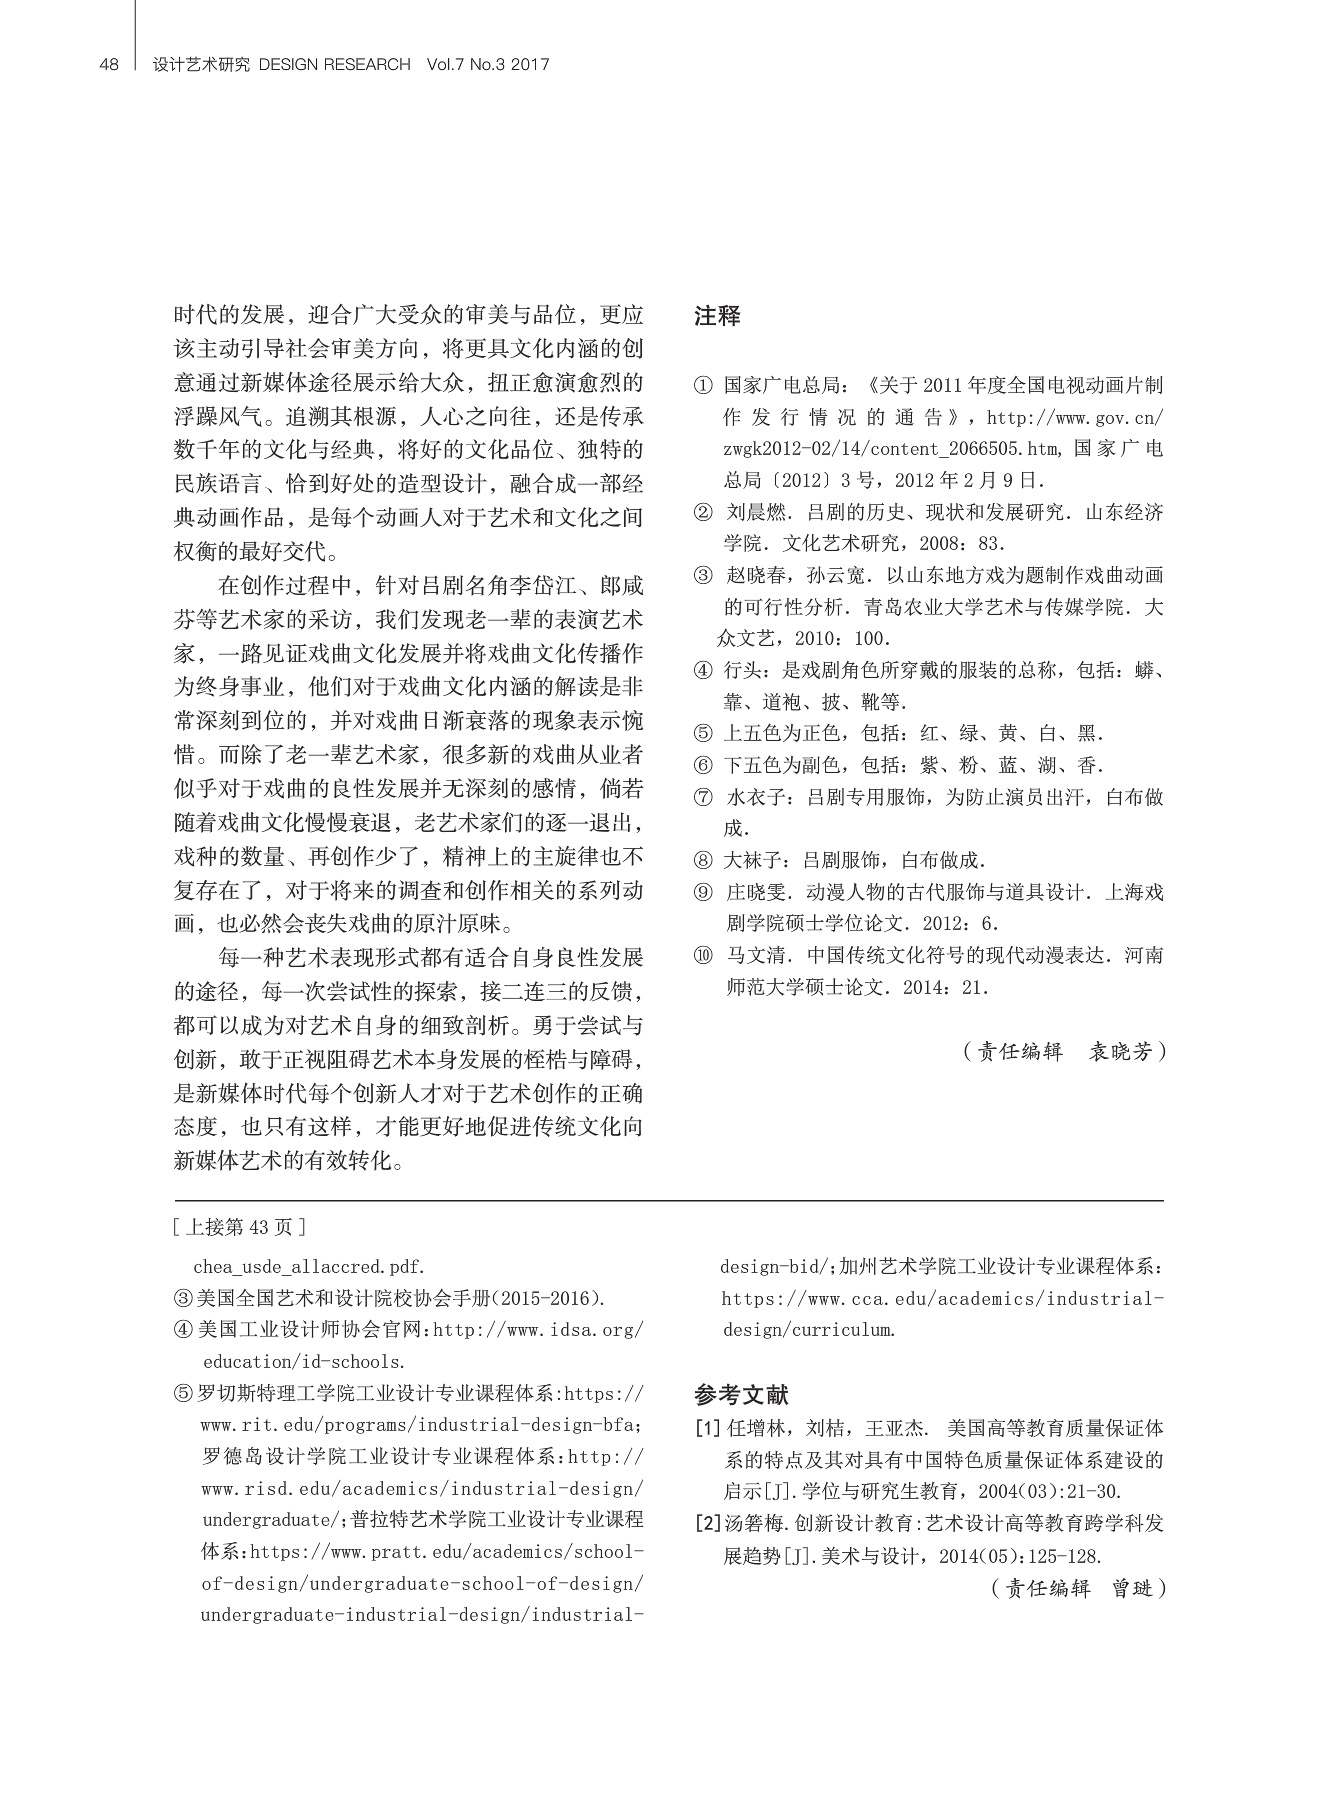 48 设计艺术研究 DESIGN RESEARCH Vol.7 No.3 2017
时代的发展，迎合广大受众的审美与品位，更应
该主动引导社会审美方向，将更具文化内涵的创
意通过新媒体途径展示给大众，扭正愈演愈烈的
浮躁风气。追溯其根源，人心之向往，还是传承
数千年的文化与经典，将好的文化品位、独特的
民族语言、恰到好处的造型设计，融合成一部经
典动画作品，是每个动画人对于艺术和文化之间
权衡的最好交代。
在创作过程中，针对吕剧名角李岱江、郎咸
芬等艺术家的采访，我们发现老一辈的表演艺术
家，一路见证戏曲文化发展并将戏曲文化传播作
为终身事业，他们对于戏曲文化内涵的解读是非
常深刻到位的，并对戏曲日渐衰落的现象表示惋
惜。而除了老一辈艺术家，很多新的戏曲从业者
似乎对于戏曲的良性发展并无深刻的感情，倘若
随着戏曲文化慢慢衰退，老艺术家们的逐一退出，
戏种的数量、再创作少了，精神上的主旋律也不
复存在了，对于将来的调查和创作相关的系列动
画，也必然会丧失戏曲的原汁原味。
每一种艺术表现形式都有适合自身良性发展
的途径，每一次尝试性的探索，接二连三的反馈，
都可以成为对艺术自身的细致剖析。勇于尝试与
创新，敢于正视阻碍艺术本身发展的桎梏与障碍，
是新媒体时代每个创新人才对于艺术创作的正确
态度，也只有这样，才能更好地促进传统文化向
新媒体艺术的有效转化。
注释
① 国家广电总局：《关于 2011 年度全国电视动画片制
作发行情况的通告》，http://www.gov.cn/
zwgk2012-02/14/content_2066505.htm, 国家广电
总局〔2012〕3 号，2012 年 2 月 9 日.
② 刘晨燃. 吕剧的历史、现状和发展研究. 山东经济
学院. 文化艺术研究，2008：83.
③ 赵晓春，孙云宽. 以山东地方戏为题制作戏曲动画
的可行性分析. 青岛农业大学艺术与传媒学院. 大
众文艺，2010：100.
④ 行头：是戏剧角色所穿戴的服装的总称，包括：蟒、
靠、道袍、披、靴等.
⑤ 上五色为正色，包括：红、绿、黄、白、黑.
⑥ 下五色为副色，包括：紫、粉、蓝、湖、香.
⑦ 水衣子：吕剧专用服饰，为防止演员出汗，白布做
成.
⑧ 大袜子：吕剧服饰，白布做成.
⑨ 庄晓雯. 动漫人物的古代服饰与道具设计. 上海戏
剧学院硕士学位论文. 2012：6.
⑩ 马文清. 中国传统文化符号的现代动漫表达. 河南
师范大学硕士论文. 2014：21.
（责任编辑 袁晓芳）
［上接第 43 页］
chea_usde_allaccred.pdf.
③美国全国艺术和设计院校协会手册(2015-2016).
④美国工业设计师协会官网:http://www.idsa.org/
education/id-schools.
⑤罗切斯特理工学院工业设计专业课程体系:https://
www.rit.edu/programs/industrial-design-bfa;
罗德岛设计学院工业设计专业课程体系:http://
www.risd.edu/academics/industrial-design/
undergraduate/;普拉特艺术学院工业设计专业课程
体系:https://www.pratt.edu/academics/school-
of-design/undergraduate-school-of-design/
undergraduate-industrial-design/industrial-
design-bid/;加州艺术学院工业设计专业课程体系:
https://www.cca.edu/academics/industrial-
design/curriculum.
参考文献
[1] 任增林，刘桔，王亚杰. 美国高等教育质量保证体
系的特点及其对具有中国特色质量保证体系建设的
启示[J].学位与研究生教育，2004(03):21-30.
[2]汤箬梅.创新设计教育:艺术设计高等教育跨学科发
展趋势[J].美术与设计，2014(05):125-128.
（责任编辑 曾琎）